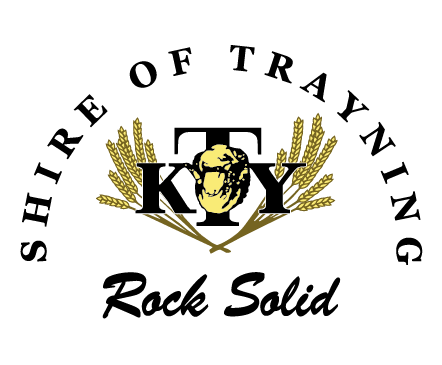 SHIRE OF TRAYNING
KTY
Rock Solid